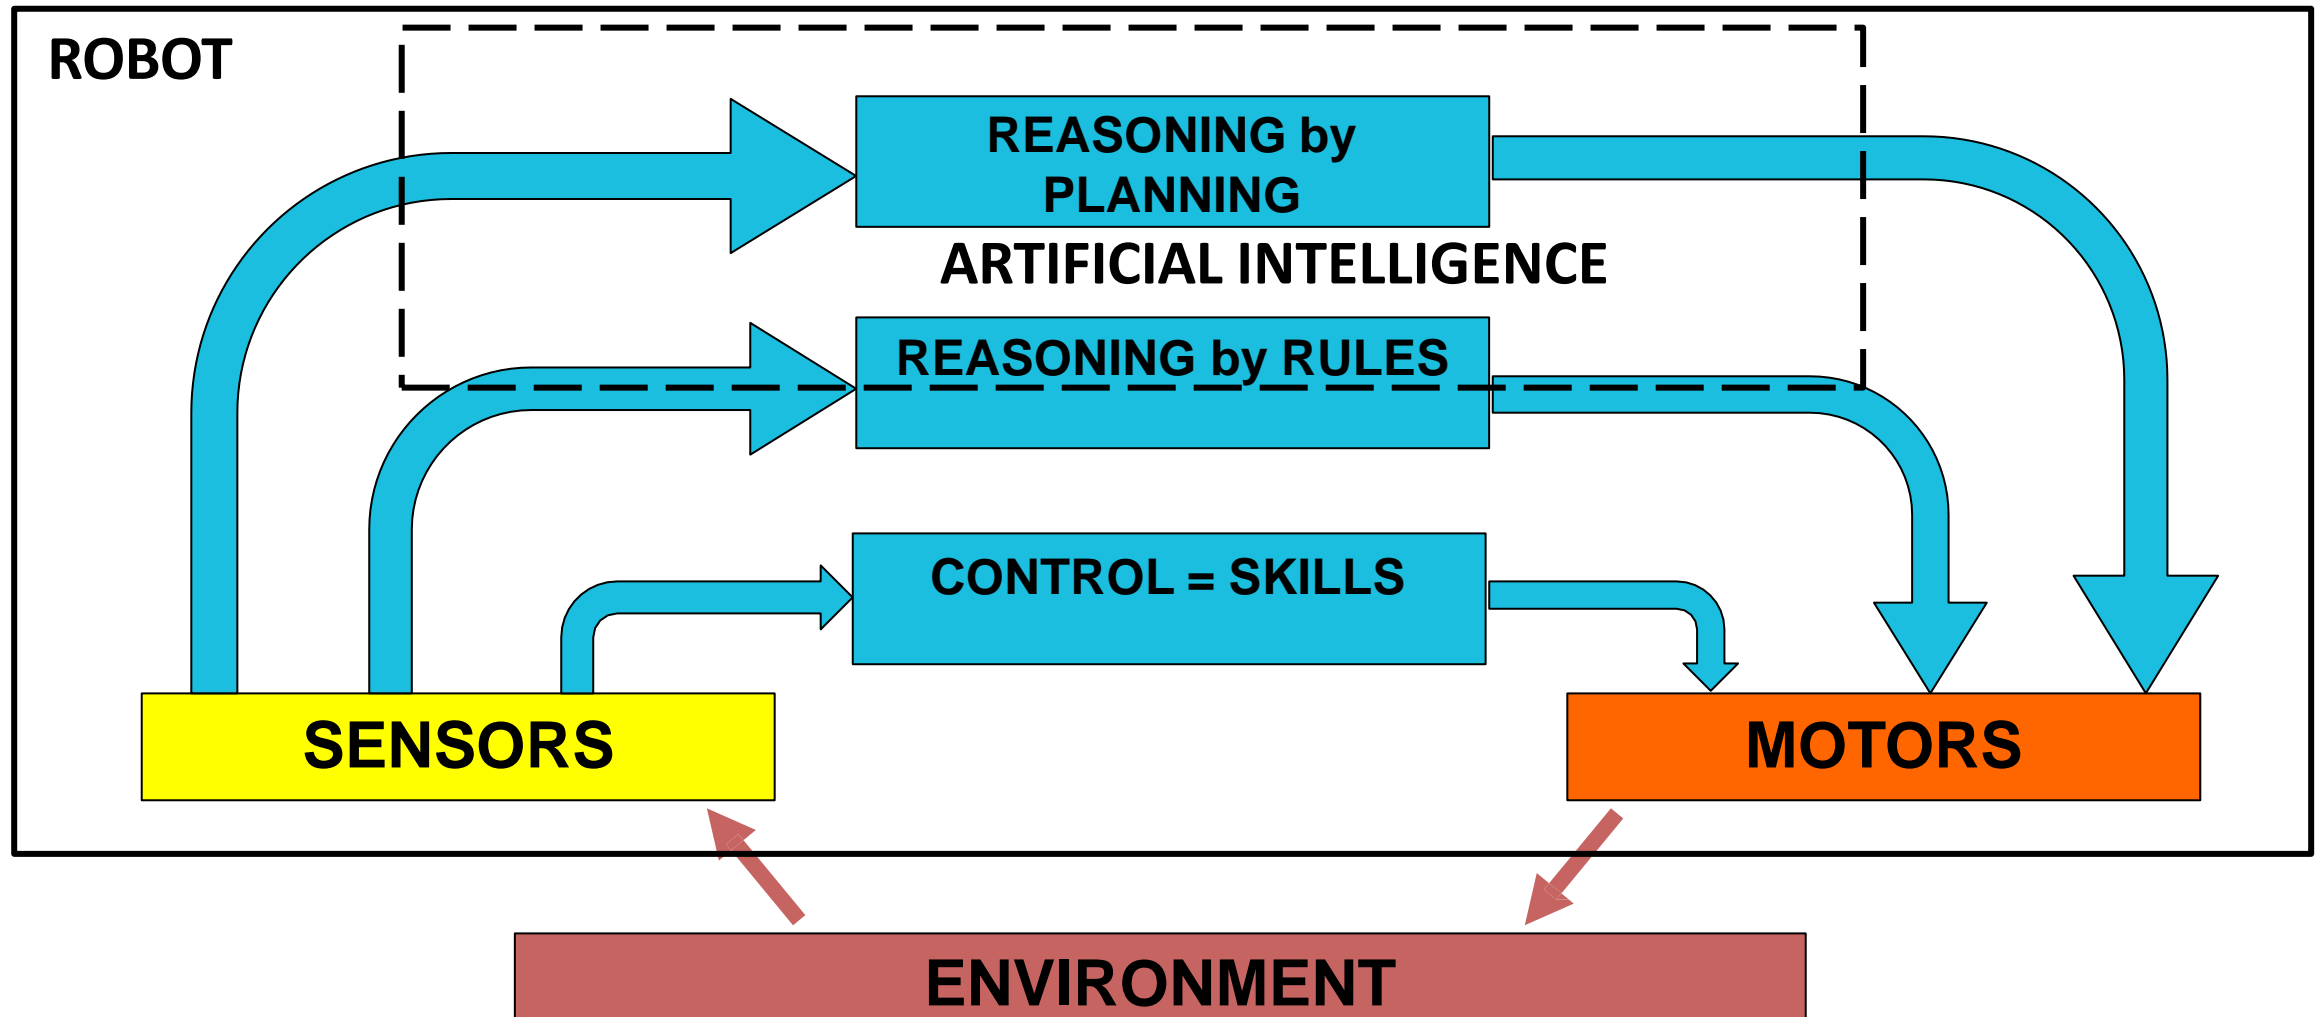 ROBOT
REASONING by
PLANNING
ARTIFICIAL INTELLIGENCE
REASONING by RULES
CONTROL = SKILLS
SENSORS
MOTORS
ENVIRONMENT